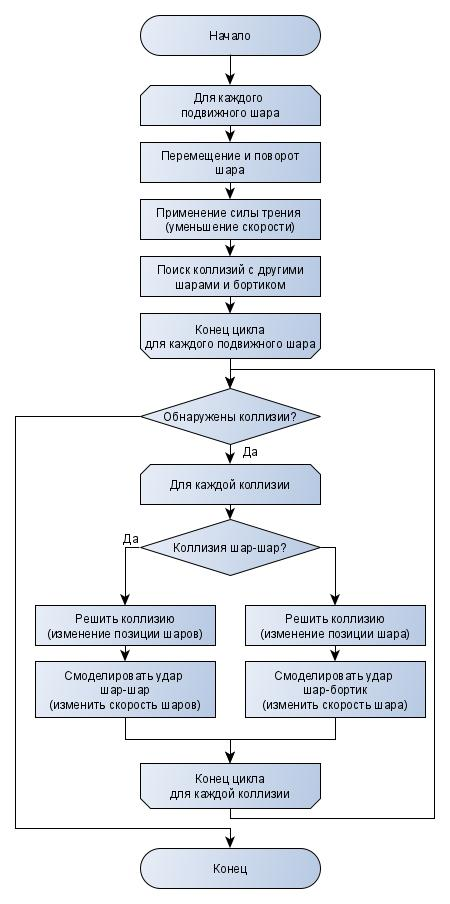 Начало
Для каждого
подвижного шара
Перемещение и поворот
шара
Применение силы трения
(уменьшение скорости)
Поиск коллизий с другими
шарами и бортиком
Конец цикла
для каждого подвижного шара
Обнаружены коллизии?
Да
Для каждой коллизии
Коллизия шар-шар?
Да
Решить коллизию
(изменение позиции шаров)
Решить коллизию
(изменение позиции шара)
Смоделировать удар
шар-шар
(изменить скорость шаров)
Смоделировать удар
шар-бортик
(изменить скорость шара)
Конец цикла
для каждой коллизии
Конец